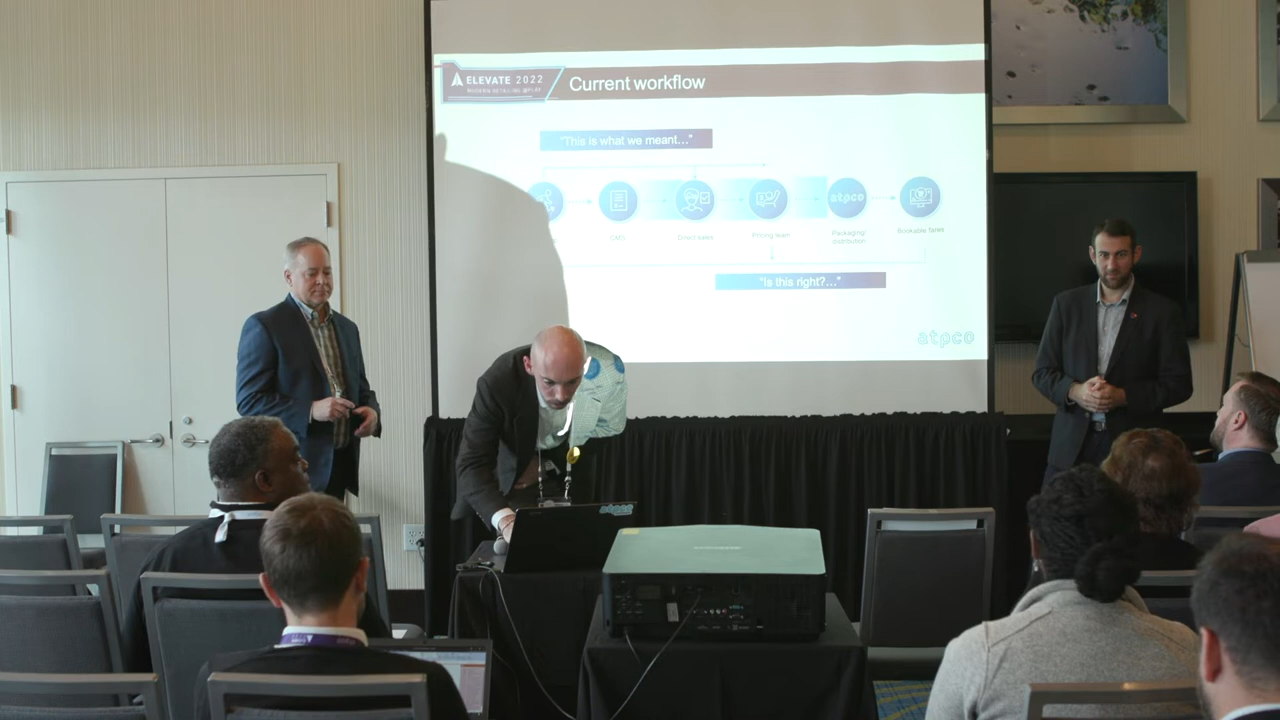 ELEVATE 2022
Current workflow
"This is what we meant..."
atpco
CMS
Direct sales
Pricing team
Packaging/
distribution
Bookable fares
"Is this right?..."
atpco
atpco